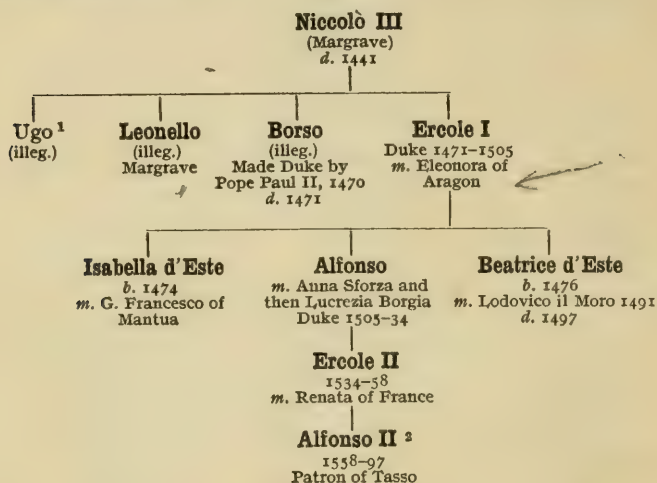 Niccolò III
(Margrave)
d. 1441
Ugo ¹
(illeg.)
Leonello
(illeg.)
Margrave
Borso
(illeg.)
Made Duke by
Pope Paul II, 1470
d. 1471
Ercole I
Duke 1471–1505
m. Eleonora of
Aragon
Isabella d'Este
b. 1474
m. G. Francesco of
Mantua
Alfonso
m. Anna Sforza and
then Lucrezia Borgia
Duke 1505–34
Beatrice d'Este
b. 1476
m. Lodovico il Moro 1491
d. 1497
Ercole II
1534–58
m. Renata of France
Alfonso II ²
1558–97
Patron of Tasso